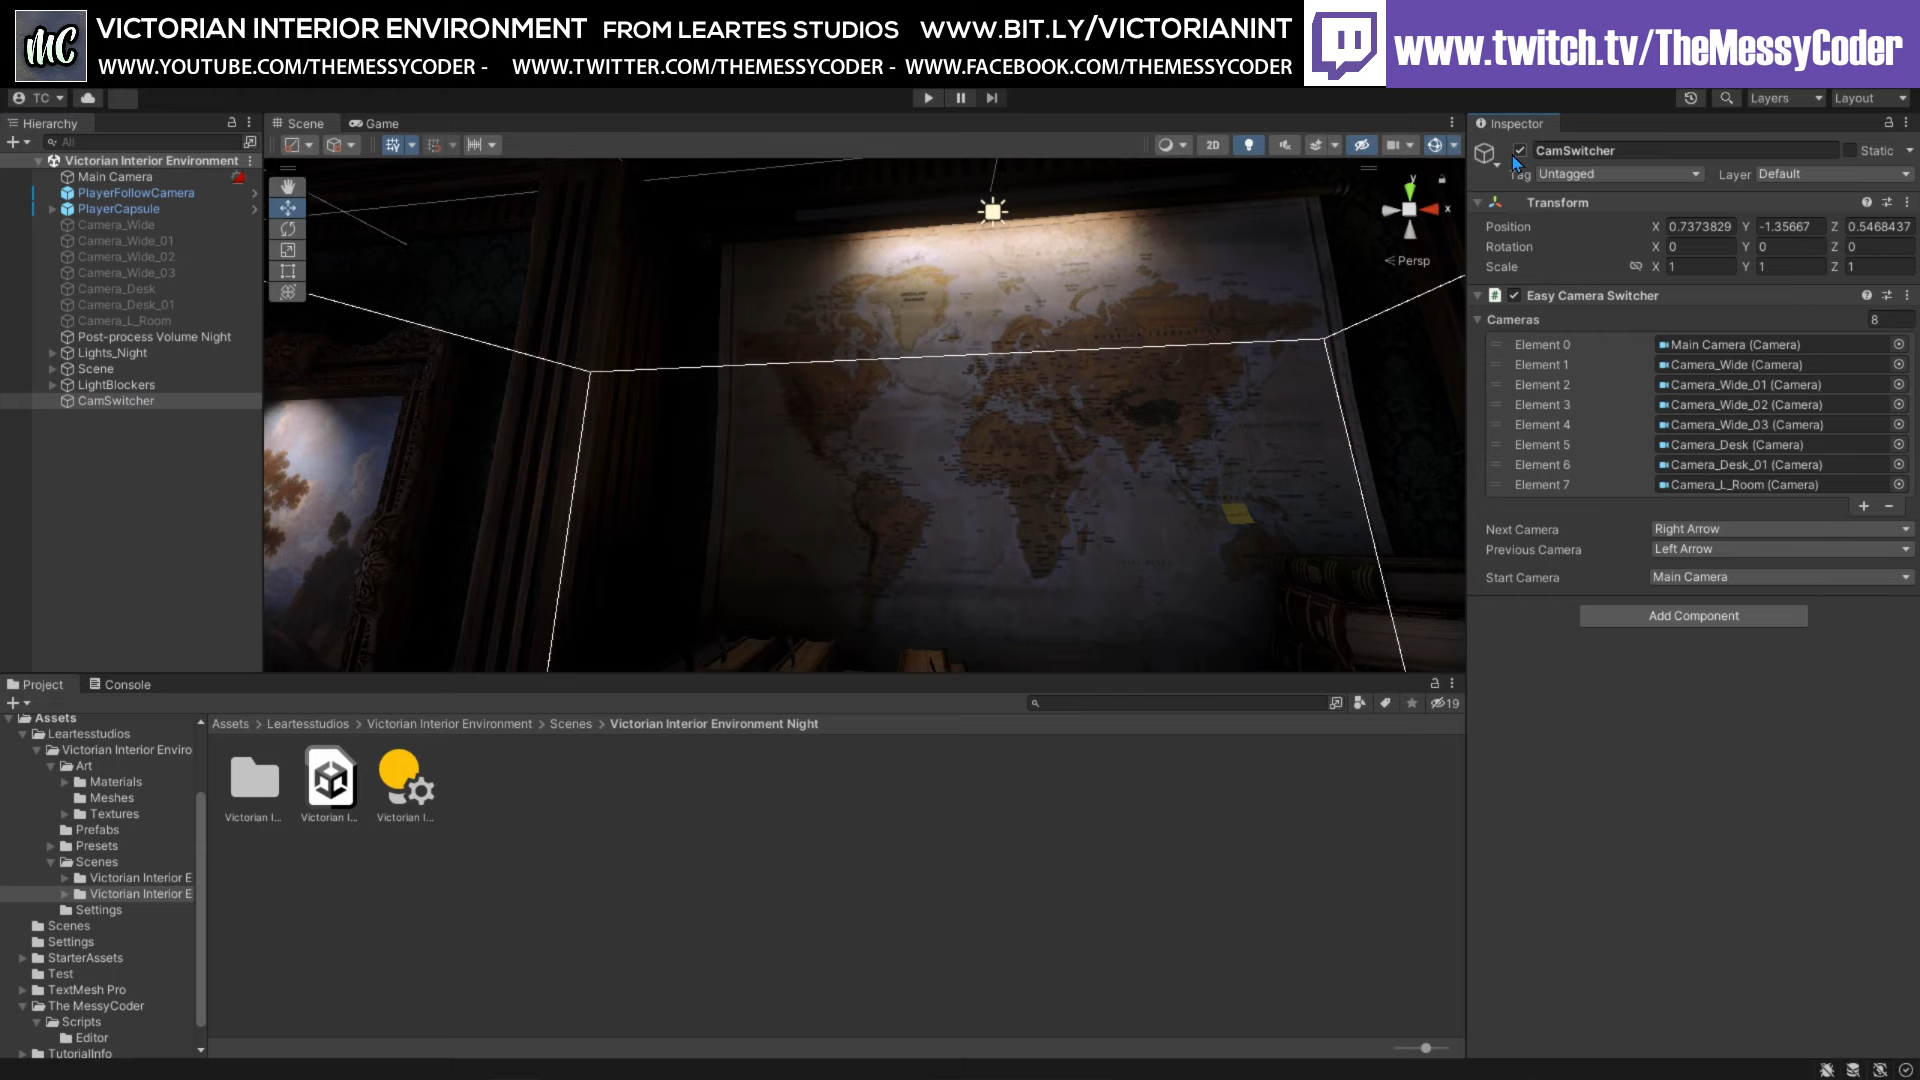 MC
VICTORIAN INTERIOR ENVIRONMENT FROM LEARTES STUDIOS WWW.BIT.LY/VICTORIANINT
WWW.YOUTUBE.COM/THEMESSYCODER - WWW.TWITTER.COM/THEMESSYCODER - WWW.FACEBOOK.COM/THEMESSYCODER
www.twitch.tv/TheMessyCoder
TC
Layers
Layout
Hierarchy
All
Victorian Interior Environment
Main Camera
PlayerFollowCamera
PlayerCapsule
Camera_Wide
Camera_Wide_01
Camera_Wide_02
Camera_Wide_03
Camera_Desk
Camera_Desk_01
Camera_L_Room
Post-process Volume Night
Lights_Night
Scene
LightBlockers
CamSwitcher
Scene
Game
2D
y
x
Persp
Inspector
CamSwitcher
Static
Tag Untagged
Layer Default
Transform
Position X 0.7373829 Y -1.35667 Z 0.5468437
Rotation X 0 Y 0 Z 0
Scale X 1 Y 1 Z 1
Easy Camera Switcher
Cameras 8
Element 0 Main Camera (Camera)
Element 1 Camera_Wide (Camera)
Element 2 Camera_Wide_01 (Camera)
Element 3 Camera_Wide_02 (Camera)
Element 4 Camera_Wide_03 (Camera)
Element 5 Camera_Desk (Camera)
Element 6 Camera_Desk_01 (Camera)
Element 7 Camera_L_Room (Camera)
Next Camera Right Arrow
Previous Camera Left Arrow
Start Camera Main Camera
Add Component
Project
Console
19
Assets
Leartesstudios
Victorian Interior Enviro
Art
Materials
Meshes
Textures
Prefabs
Presets
Scenes
Victorian Interior E
Victorian Interior E
Settings
Scenes
Settings
StarterAssets
Test
TextMesh Pro
The MessyCoder
Scripts
Editor
TutorialInfo
Assets > Leartesstudios > Victorian Interior Environment > Scenes > Victorian Interior Environment Night
Victorian I...
Victorian I...
Victorian I...